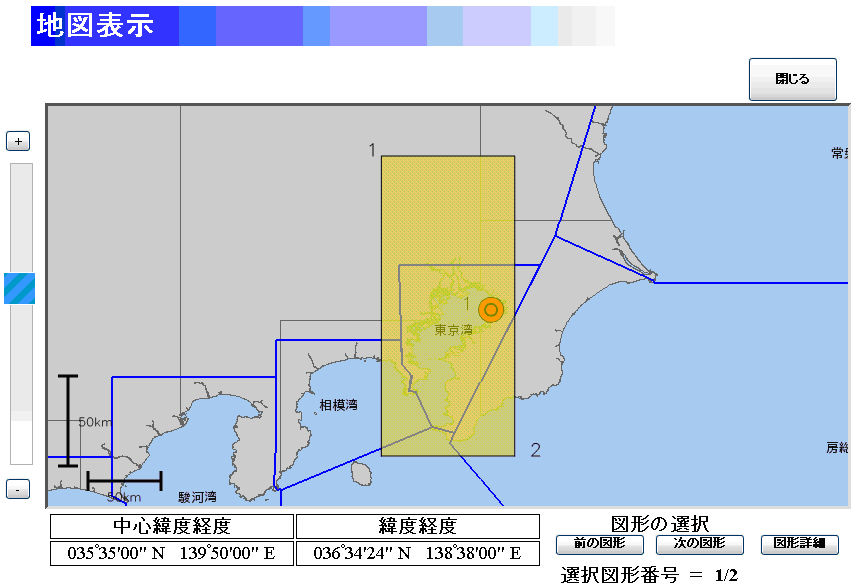 地図表示
閉じる
+
1
常
1
東京湾
相模湾
50km
2
房総
50km
駿河湾
-
中心緯度経度 緯度経度 図形の選択
035°35'00" N 139°50'00" E 036°34'24" N 138°38'00" E 前の図形 次の図形 図形詳細
選択図形番号 = 1/2